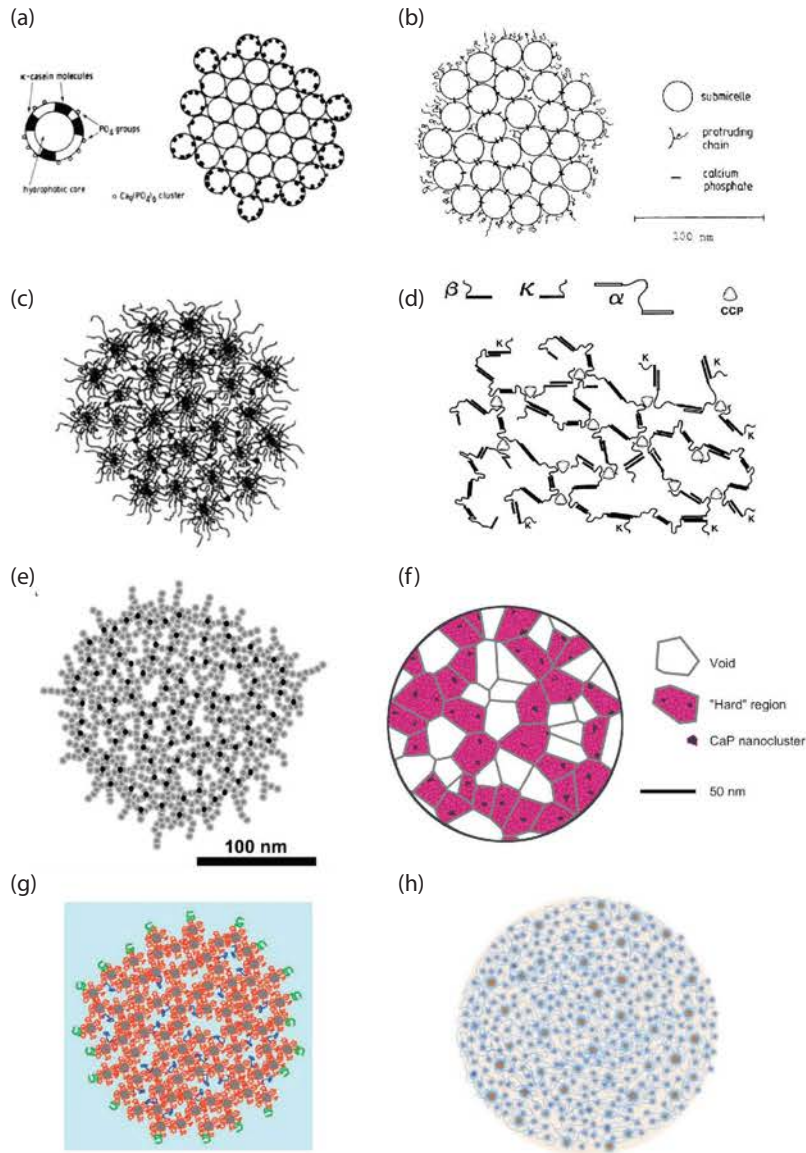 (a)
κ-casein molecules
PO4 groups
hydrophobic core
o Ca9(PO4)6 cluster
(b)
submicelle
protruding
chain
calcium
phosphate
100 nm
(c)
(d)
β
κ
α
CCP
K
K
K
K
K
K
K
K
(e)
100 nm
(f)
Void
"Hard" region
CaP nanocluster
50 nm
(g)
(h)